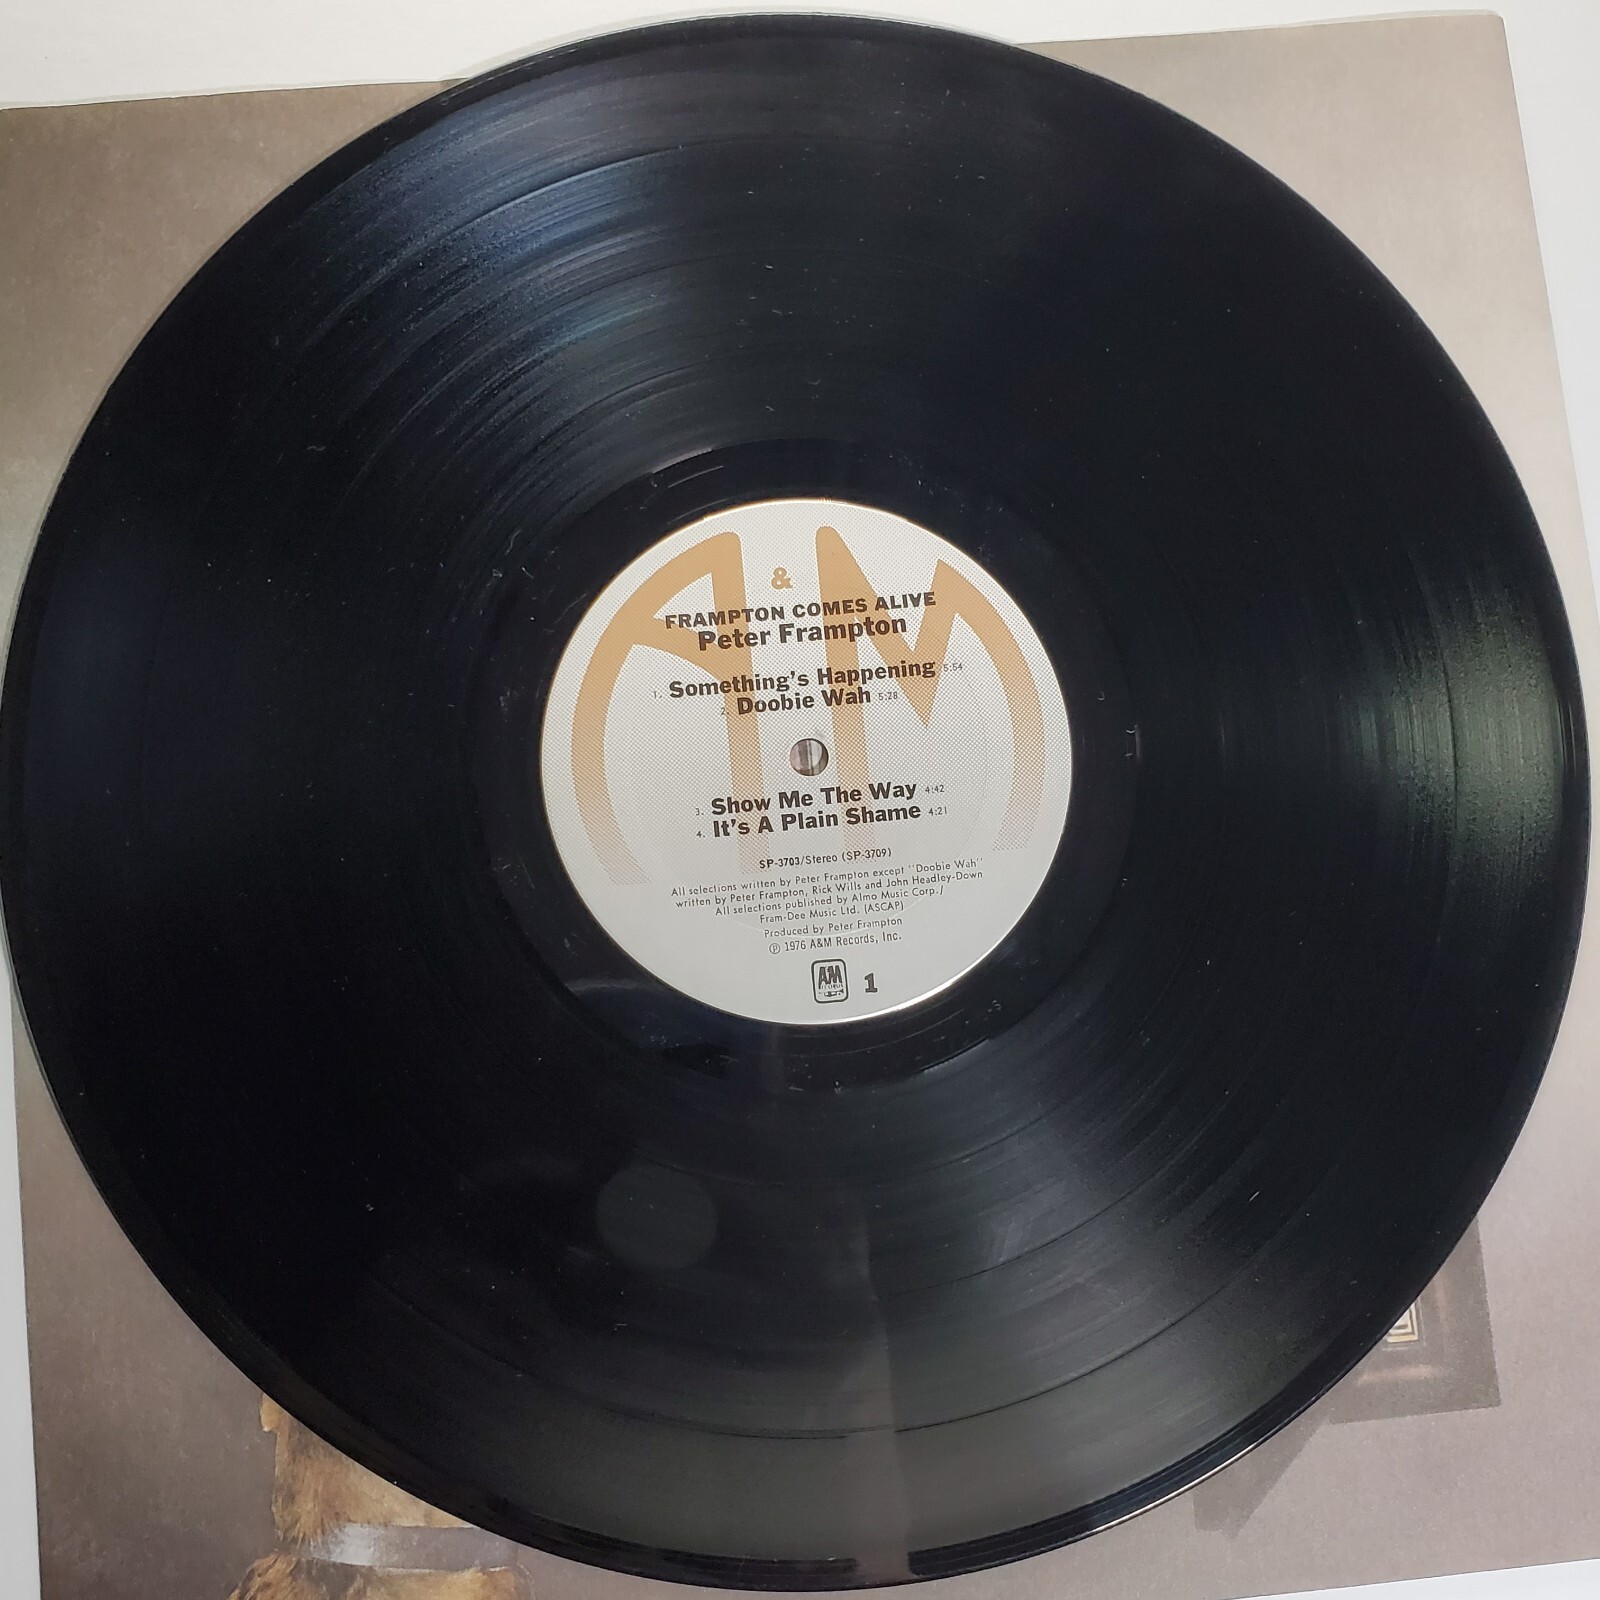 A & M
FRAMPTON COMES ALIVE
Peter Frampton
1. Something's Happening 5:54
2. Doobie Wah 5:28
3. Show Me The Way 4:42
4. It's A Plain Shame 4:21
SP-3703/Stereo (SP-3709)
All selections written by Peter Frampton except "Doobie Wah"
written by Peter Frampton, Rick Wills and John Headley-Down
All selections published by Almo Music Corp./
Fram-Dee Music Ltd. (ASCAP)
Produced by Peter Frampton
℗ 1976 A&M Records, Inc.
A&M RECORDS 1